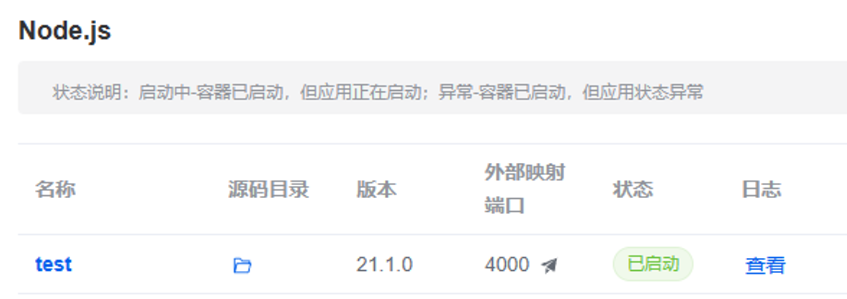 Node.js
状态说明：启动中-容器已启动，但应用正在启动；异常-容器已启动，但应用状态异常
名称 源码目录 版本 外部映射端口 状态 日志
test 21.1.0 4000 已启动 查看